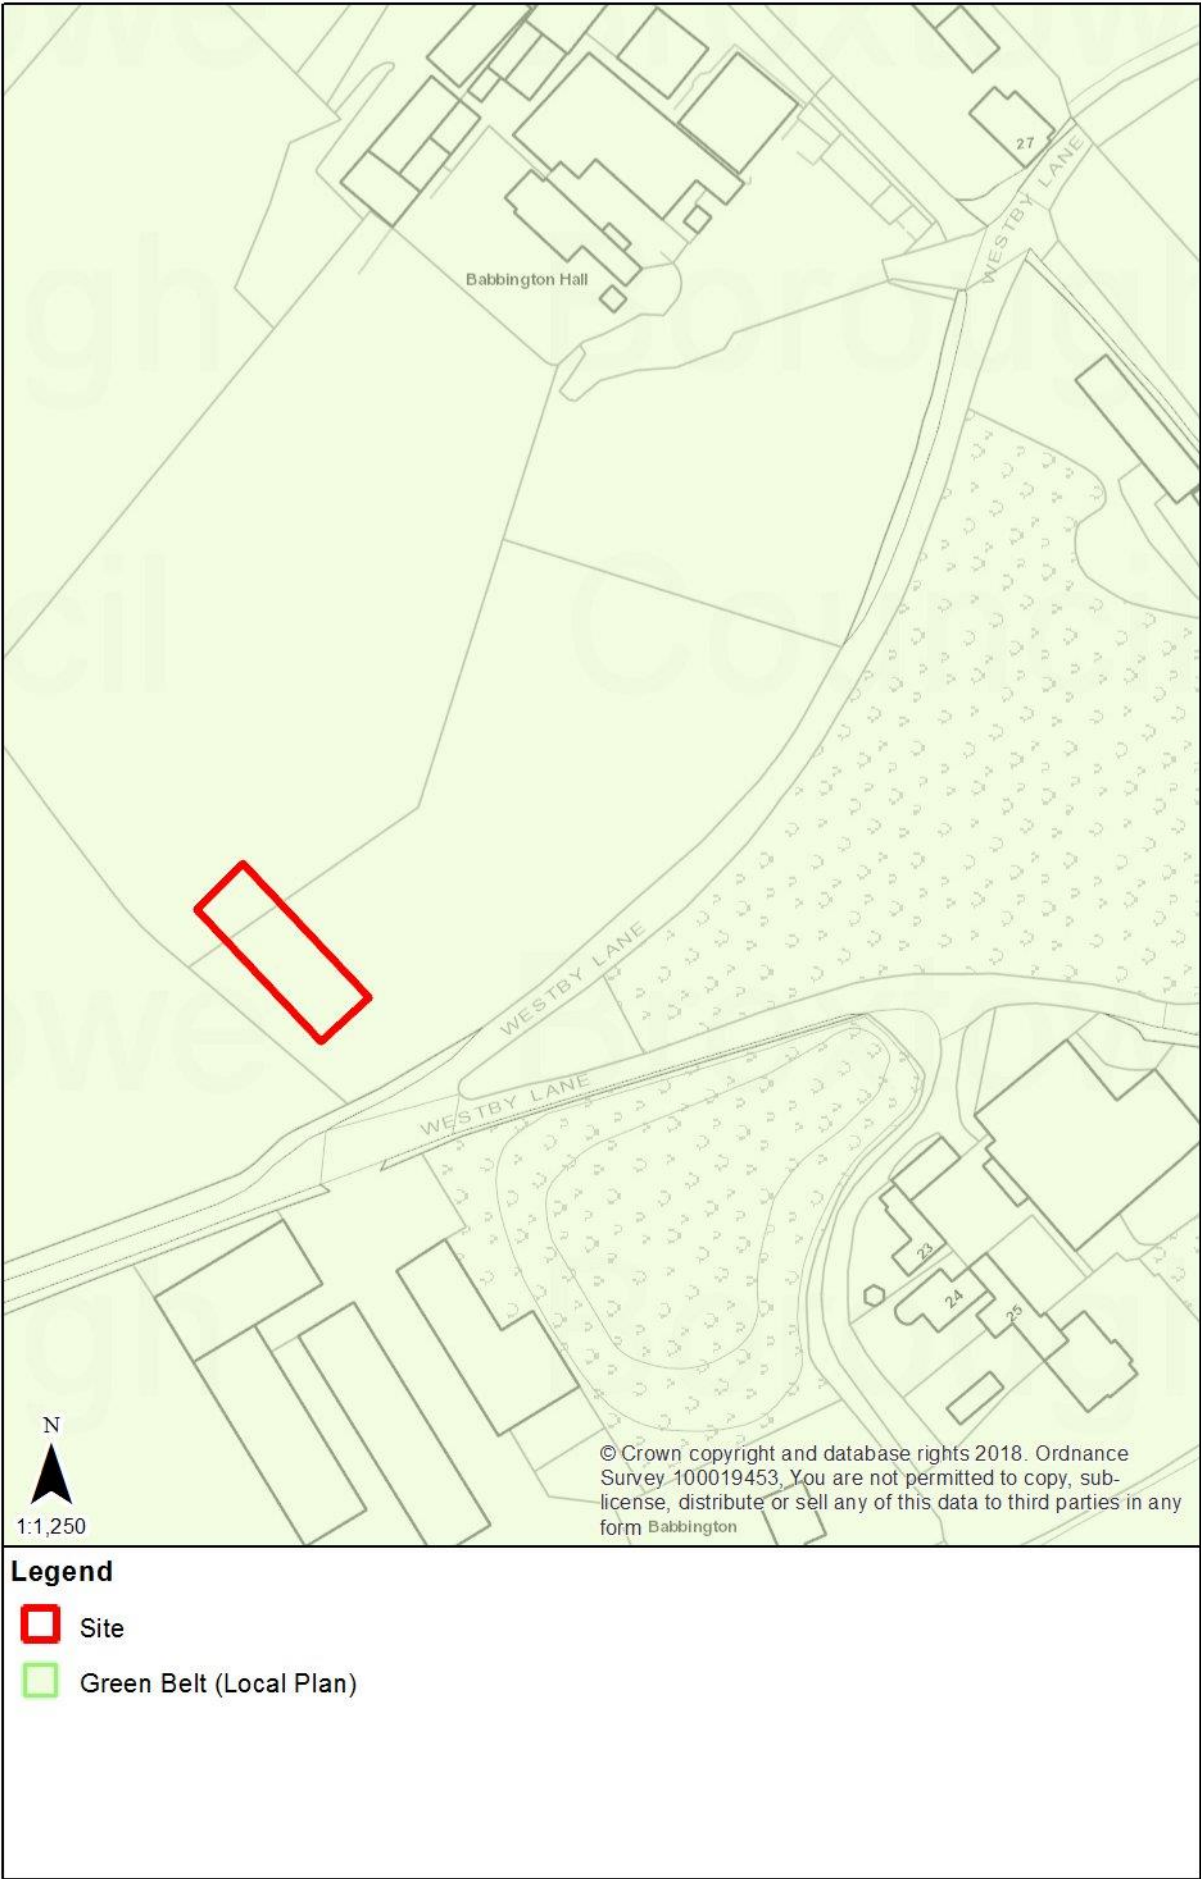 27
WESTBY LANE
Babbington Hall
WESTBY LANE
WESTBY LANE
23
24
25
N
1:1,250
© Crown copyright and database rights 2018. Ordnance
Survey 100019453, You are not permitted to copy, sub-
license, distribute or sell any of this data to third parties in any
form
Babbington
Legend
Site
Green Belt (Local Plan)